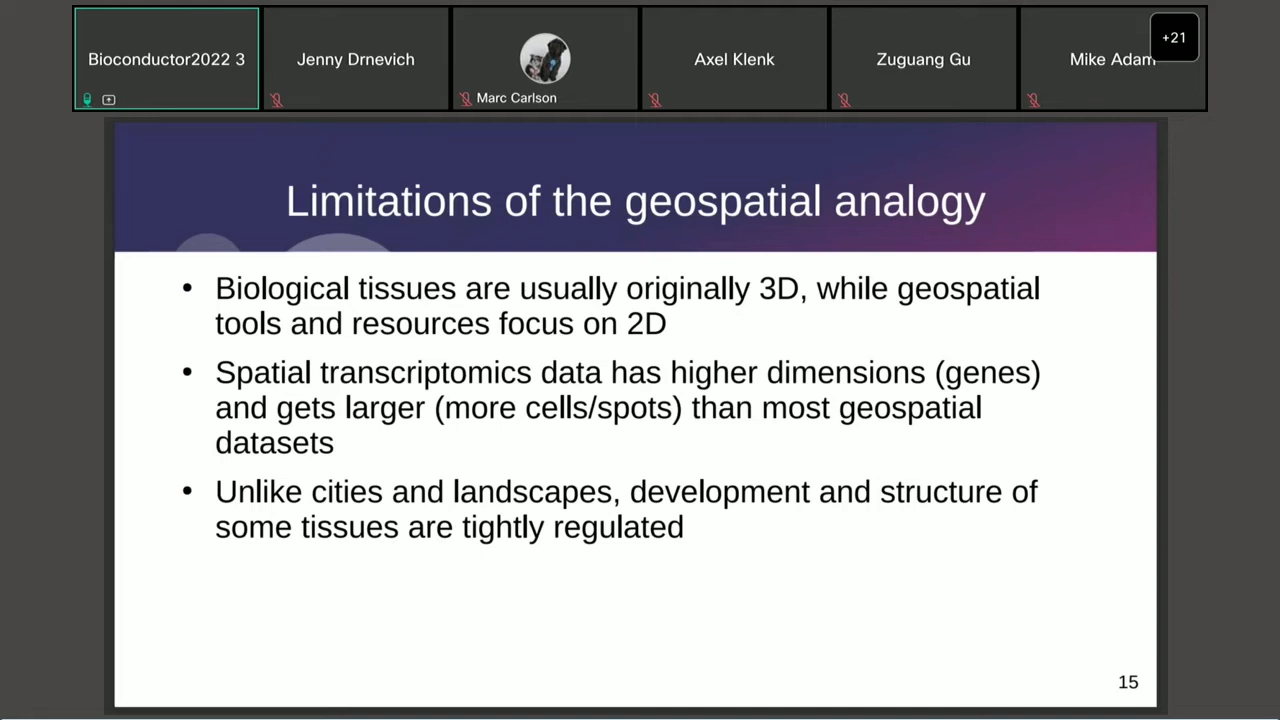 Bioconductor2022 3
Jenny Drnevich
Marc Carlson
Axel Klenk
Zuguang Gu
Mike Adam
+21
Limitations of the geospatial analogy
• Biological tissues are usually originally 3D, while geospatial
tools and resources focus on 2D
• Spatial transcriptomics data has higher dimensions (genes)
and gets larger (more cells/spots) than most geospatial
datasets
• Unlike cities and landscapes, development and structure of
some tissues are tightly regulated
15